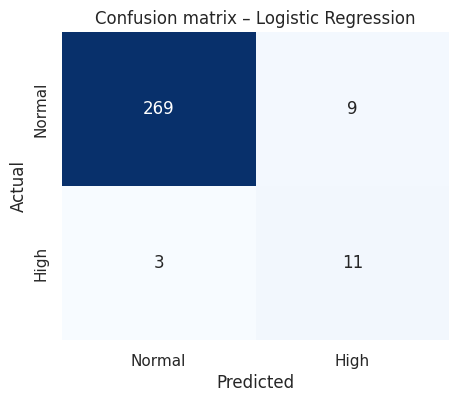 Confusion matrix – Logistic Regression
Actual
Normal
269
9
High
3
11
Normal
High
Predicted